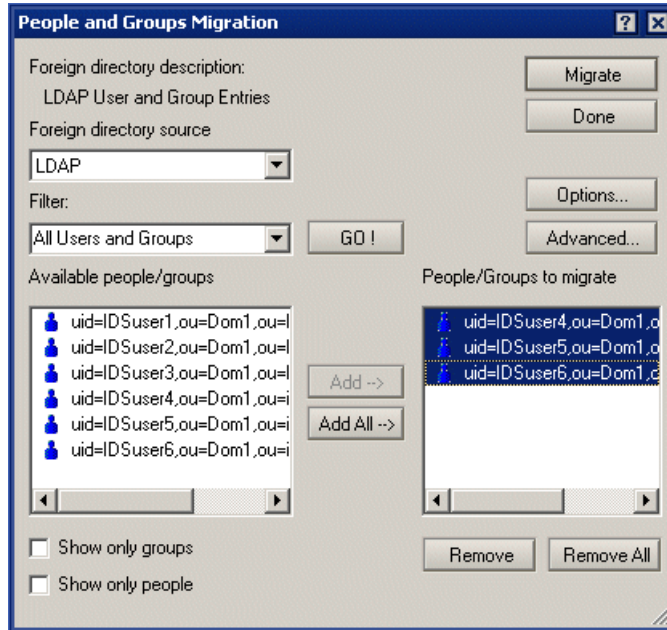 People and Groups Migration
Foreign directory description:
LDAP User and Group Entries
Foreign directory source
LDAP
Filter:
All Users and Groups
GO !
Migrate
Done
Options...
Advanced...
Available people/groups
uid=IDSuser1,ou=Dom1,ou=I
uid=IDSuser2,ou=Dom1,ou=I
uid=IDSuser3,ou=Dom1,ou=I
uid=IDSuser4,ou=Dom1,ou=i
uid=IDSuser5,ou=Dom1,ou=i
uid=IDSuser6,ou=Dom1,ou=i
Add -->
Add All -->
People/Groups to migrate
uid=IDSuser4,ou=Dom1,o
uid=IDSuser5,ou=Dom1,o
uid=IDSuser6,ou=Dom1,o
Show only groups
Show only people
Remove
Remove All